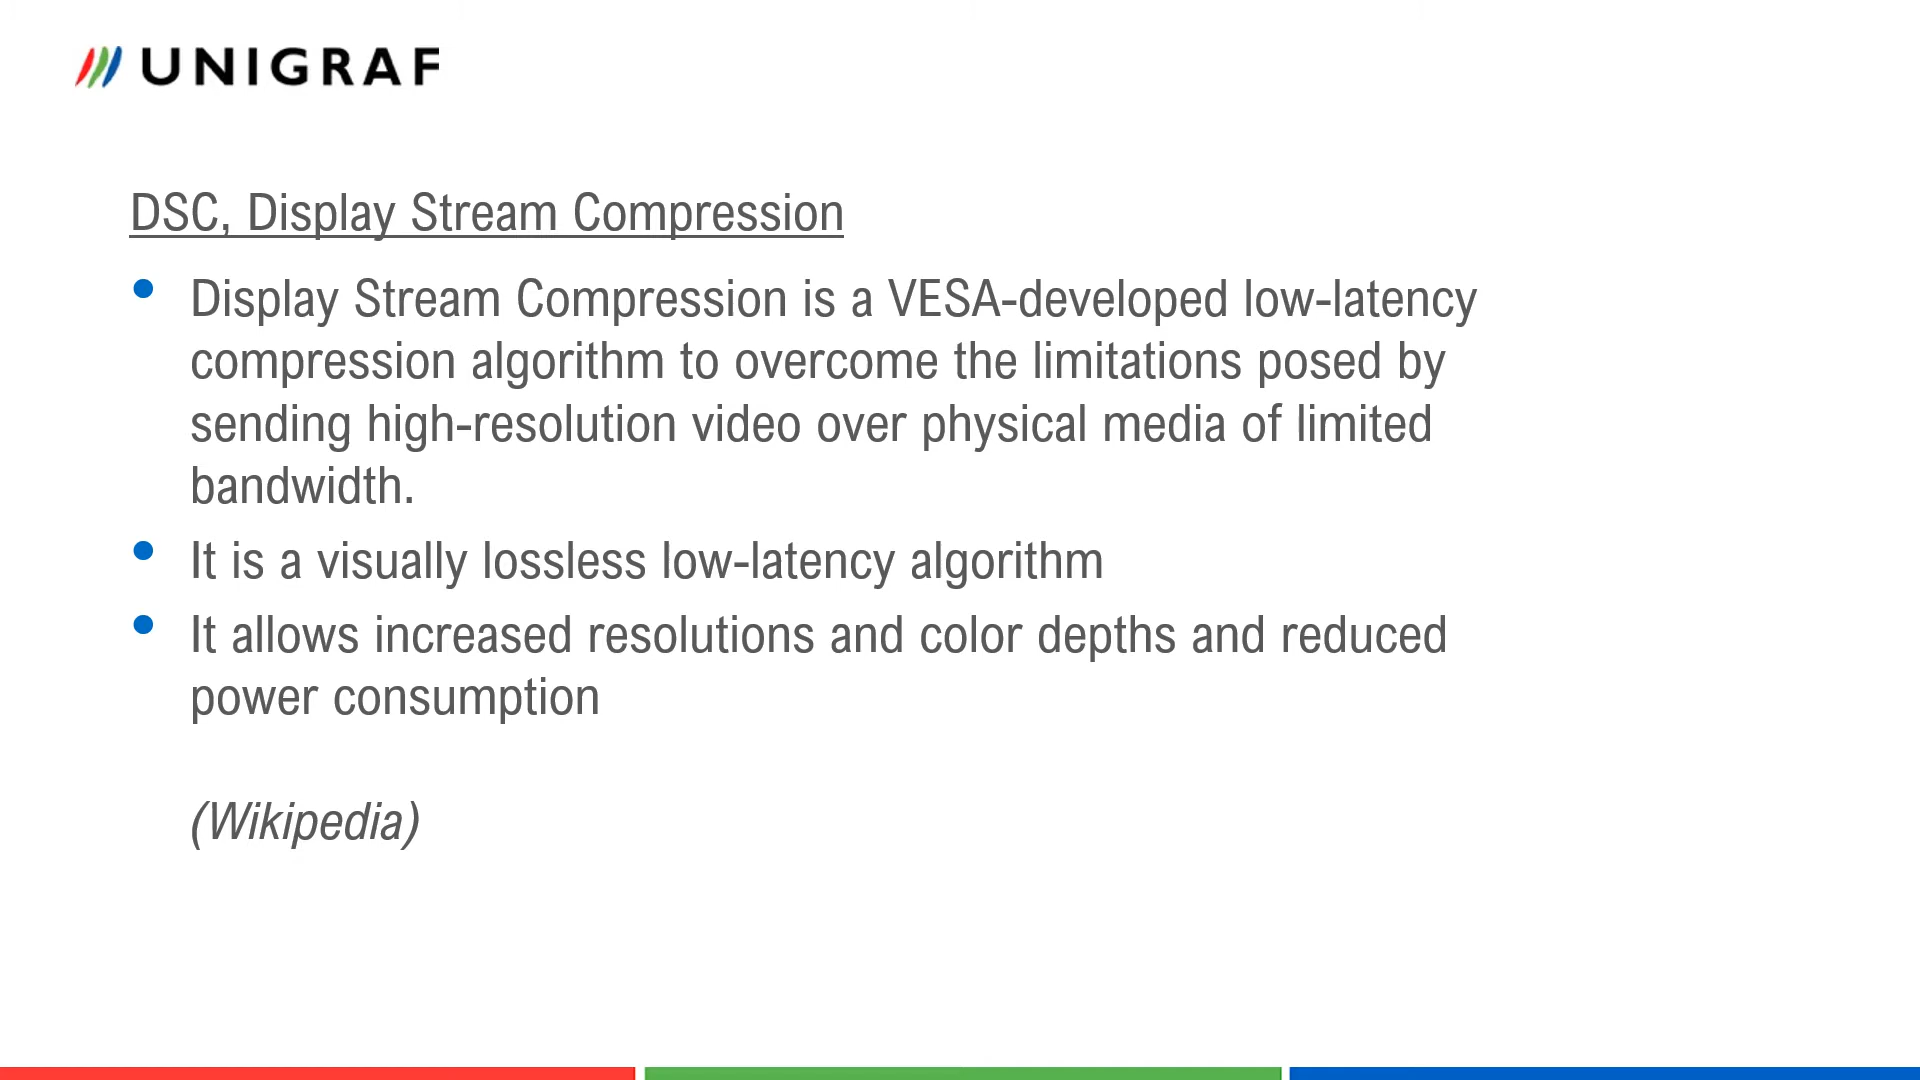 UNIGRAF
DSC, Display Stream Compression
• Display Stream Compression is a VESA-developed low-latency
compression algorithm to overcome the limitations posed by
sending high-resolution video over physical media of limited
bandwidth.
• It is a visually lossless low-latency algorithm
• It allows increased resolutions and color depths and reduced
power consumption
(Wikipedia)